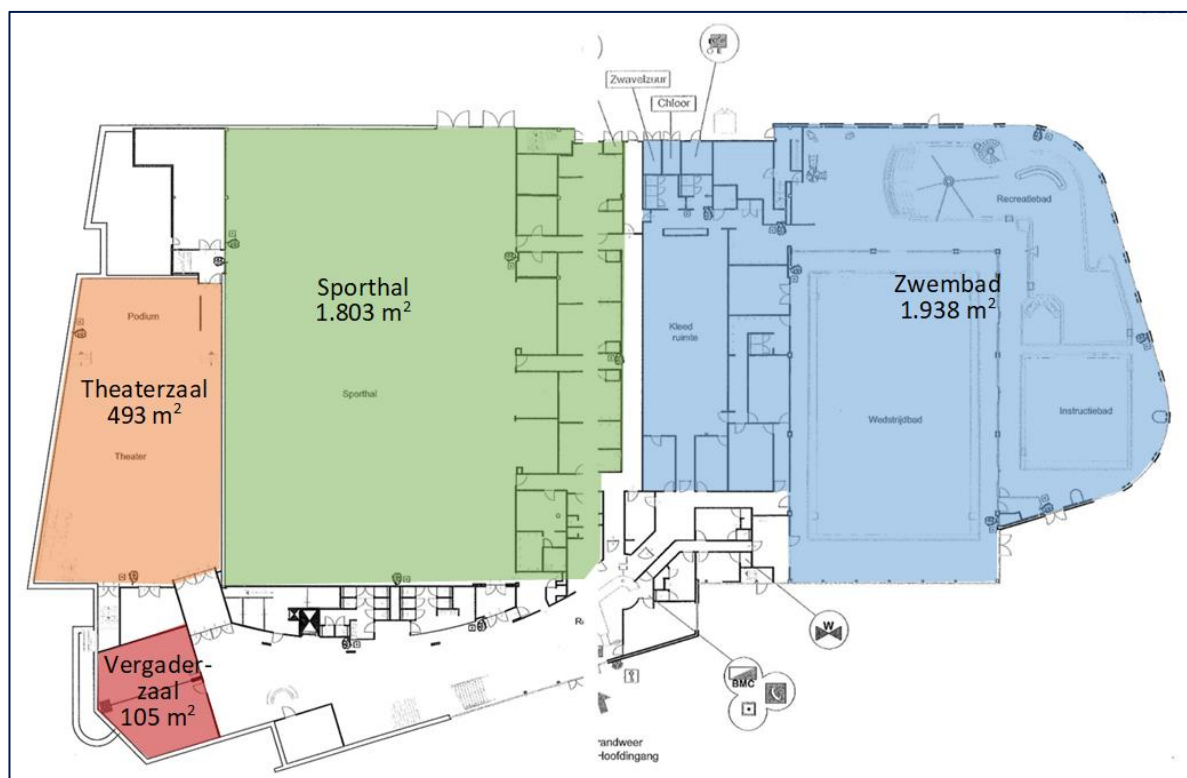 Zwavelzuur
Chloor
Recreatiebad
Sporthal
1.803 m²
Zwembad
1.938 m²
Podium
Kleed
ruimte
Theaterzaal
493 m²
Sporthal
Wedstrijdbad
Instructiebad
Theater
Vergader-
zaal
105 m²
W
BMC
randweer
Hoofdingang